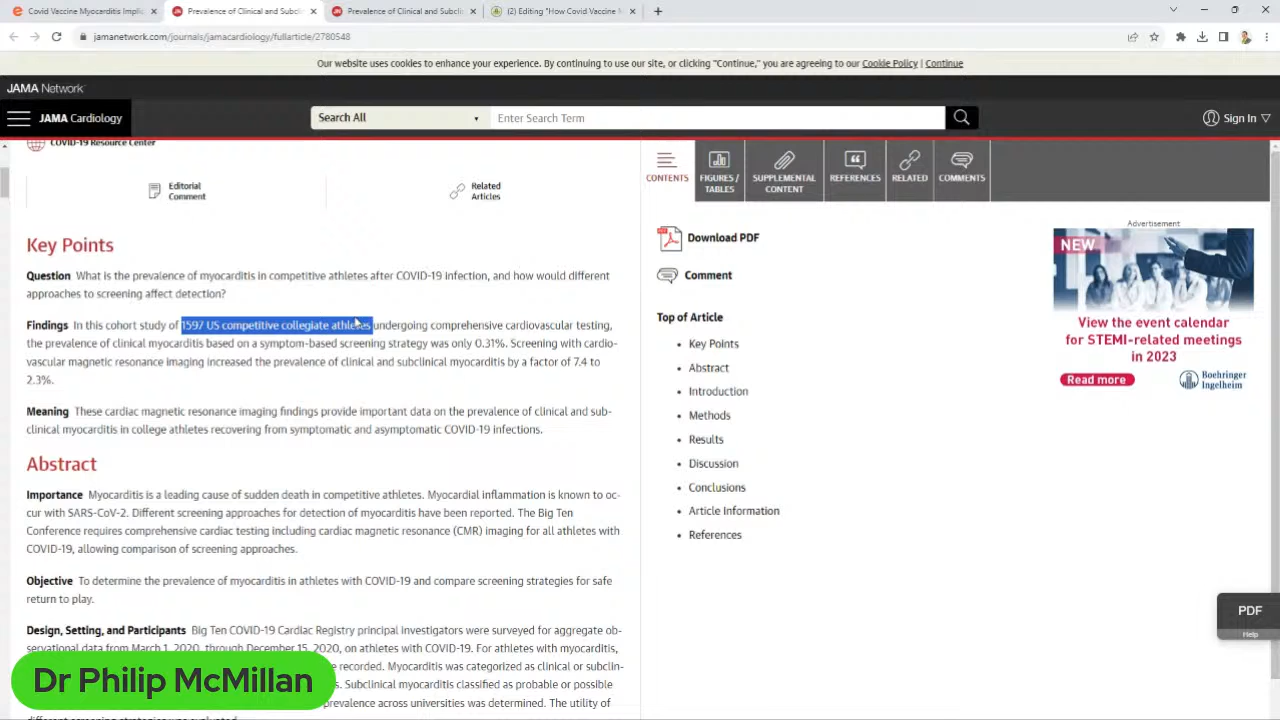 Covid Vaccine Myocarditis Implic
Prevalence of Clinical and Subcli
Prevalence of Clinical and Subcli
(2) Editing "How Covid Vaccine M
jamanetwork.com/journals/jamacardiology/fullarticle/2780548
Our website uses cookies to enhance your experience. By continuing to use our site, or clicking "Continue," you are agreeing to our Cookie Policy | Continue
JAMA Network
JAMA Cardiology
Search All
Enter Search Term
Sign In
COVID-19 Resource Center
Editorial
Comment
Related
Articles
Key Points
Question What is the prevalence of myocarditis in competitive athletes after COVID-19 infection, and how would different
approaches to screening affect detection?
Findings In this cohort study of 1597 US competitive collegiate athletes undergoing comprehensive cardiovascular testing,
the prevalence of clinical myocarditis based on a symptom-based screening strategy was only 0.31%. Screening with cardio-
vascular magnetic resonance imaging increased the prevalence of clinical and subclinical myocarditis by a factor of 7.4 to
2.3%.
Meaning These cardiac magnetic resonance imaging findings provide important data on the prevalence of clinical and sub-
clinical myocarditis in college athletes recovering from symptomatic and asymptomatic COVID-19 infections.
Abstract
Importance Myocarditis is a leading cause of sudden death in competitive athletes. Myocardial inflammation is known to oc-
cur with SARS-CoV-2. Different screening approaches for detection of myocarditis have been reported. The Big Ten
Conference requires comprehensive cardiac testing including cardiac magnetic resonance (CMR) imaging for all athletes with
COVID-19, allowing comparison of screening approaches.
Objective To determine the prevalence of myocarditis in athletes with COVID-19 and compare screening strategies for safe
return to play.
Design, Setting, and Participants Big Ten COVID-19 Cardiac Registry principal investigators were surveyed for aggregate ob-
servational data from March 1, 2020, through December 15, 2020, on athletes with COVID-19. For athletes with myocarditis,
e recorded. Myocarditis was categorized as clinical or subclin-
s. Subclinical myocarditis classified as probable or possible
prevalence across universities was determined. The utility of
different screening strategies was evaluated.
CONTENTS
FIGURES /
TABLES
SUPPLEMENTAL
CONTENT
REFERENCES
RELATED
COMMENTS
Download PDF
Comment
Top of Article
Key Points
Abstract
Introduction
Methods
Results
Discussion
Conclusions
Article Information
References
Advertisement
NEW
View the event calendar
for STEMI-related meetings
in 2023
Read more
Boehringer
Ingelheim
PDF
Help
Dr Philip McMillan